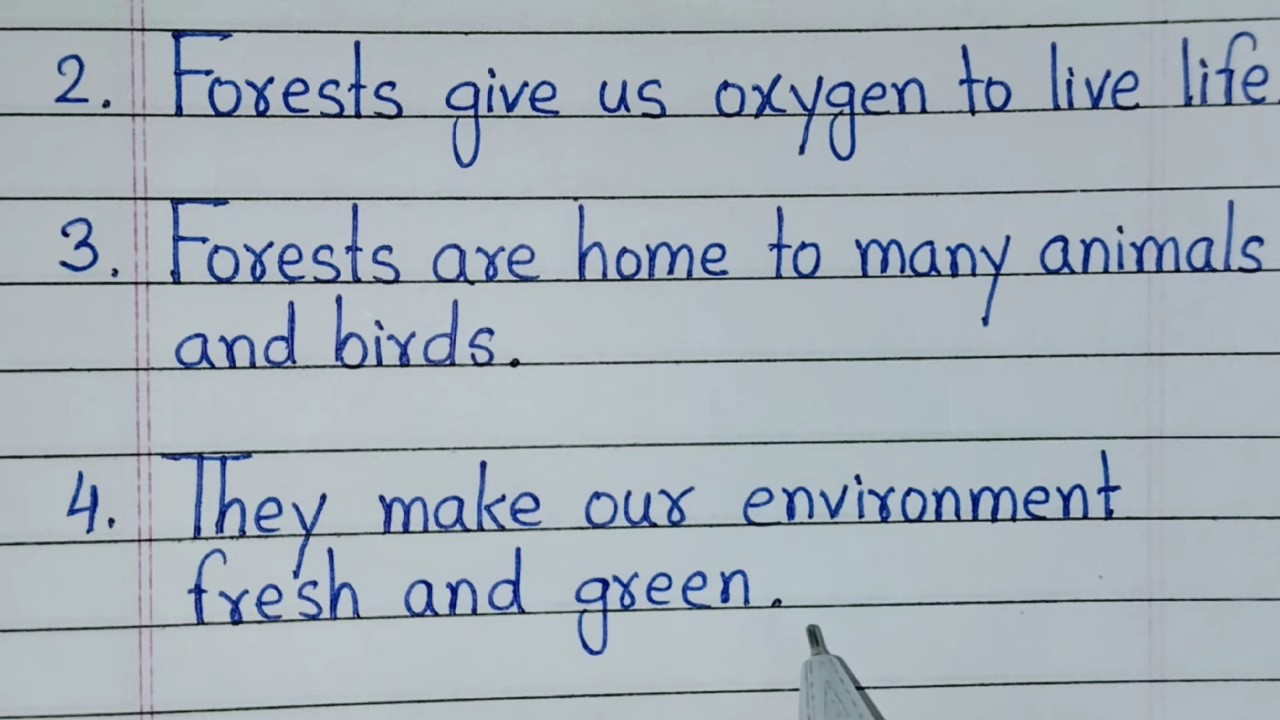 2. Forests give us oxygen to live life.
3. Forests are home to many animals
and birds.
4. They make our environment
fresh and green.